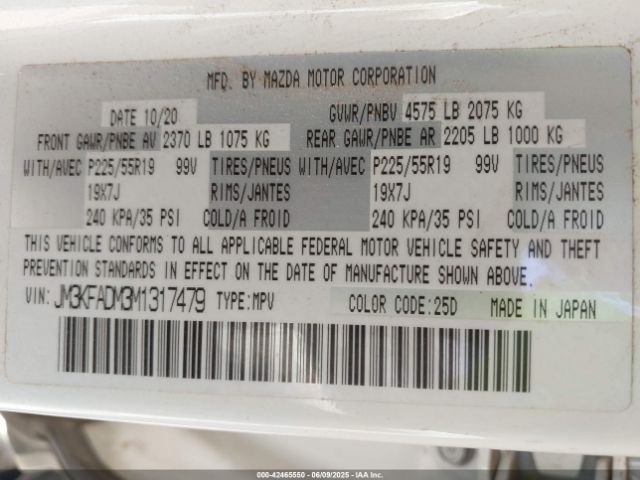 MFD. BY MAZDA MOTOR CORPORATION
DATE 10/20 GVWR/PNBV 4575 LB 2075 KG
FRONT GAWR/PNBE AV 2370 LB 1075 KG REAR GAWR/PNBE AR 2205 LB 1000 KG
WITH/AVEC P225/55R19 99V TIRES/PNEUS WITH/AVEC P225/55R19 99V TIRES/PNEUS
19X7J RIMS/JANTES 19X7J RIMS/JANTES
240 KPA/35 PSI COLD/A FROID 240 KPA/35 PSI COLD/A FROID
THIS VEHICLE CONFORMS TO ALL APPLICABLE FEDERAL MOTOR VEHICLE SAFETY AND THEFT
PREVENTION STANDARDS IN EFFECT ON THE DATE OF MANUFACTURE SHOWN ABOVE.
VIN: JM3KFADM3M1317479 TYPE:MPV COLOR CODE:25D MADE IN JAPAN
000-42465550 - 06/09/2025 - IAAI.COM